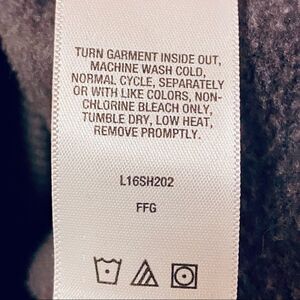 TURN GARMENT INSIDE OUT,
MACHINE WASH COLD,
NORMAL CYCLE, SEPARATELY
OR WITH LIKE COLORS, NON-
CHLORINE BLEACH ONLY,
TUMBLE DRY, LOW HEAT,
REMOVE PROMPTLY.
L16SH202
FFG